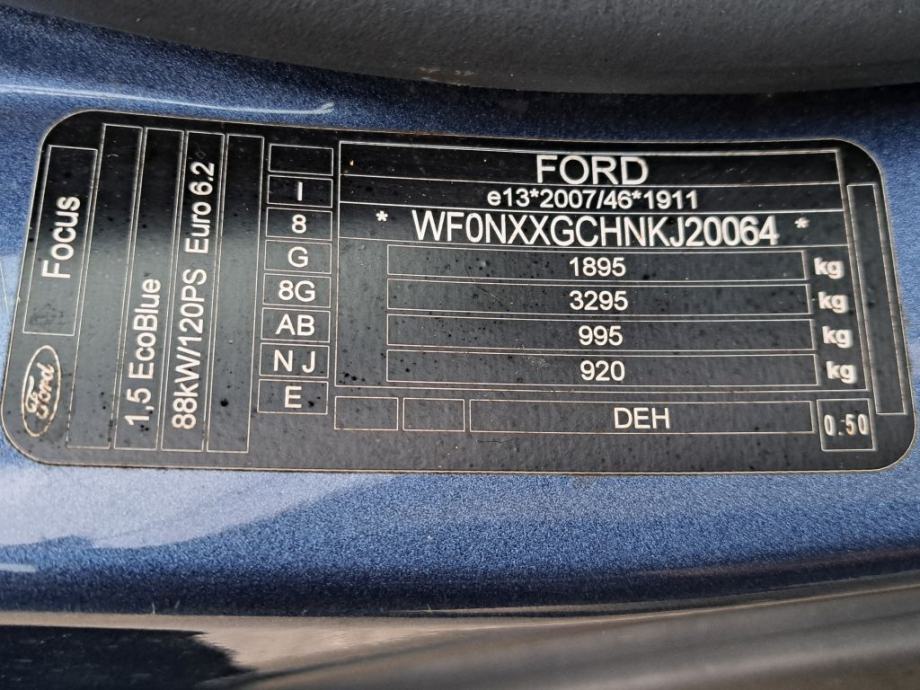 Focus
Ford
1,5 EcoBlue
88kW/120PS Euro 6.2
I
8
G
8G
AB
N J
E
FORD
e13*2007/46*1911
* WF0NXXGCHNKJ20064 *
1895 kg
3295 kg
995 kg
920 kg
DEH
0.50